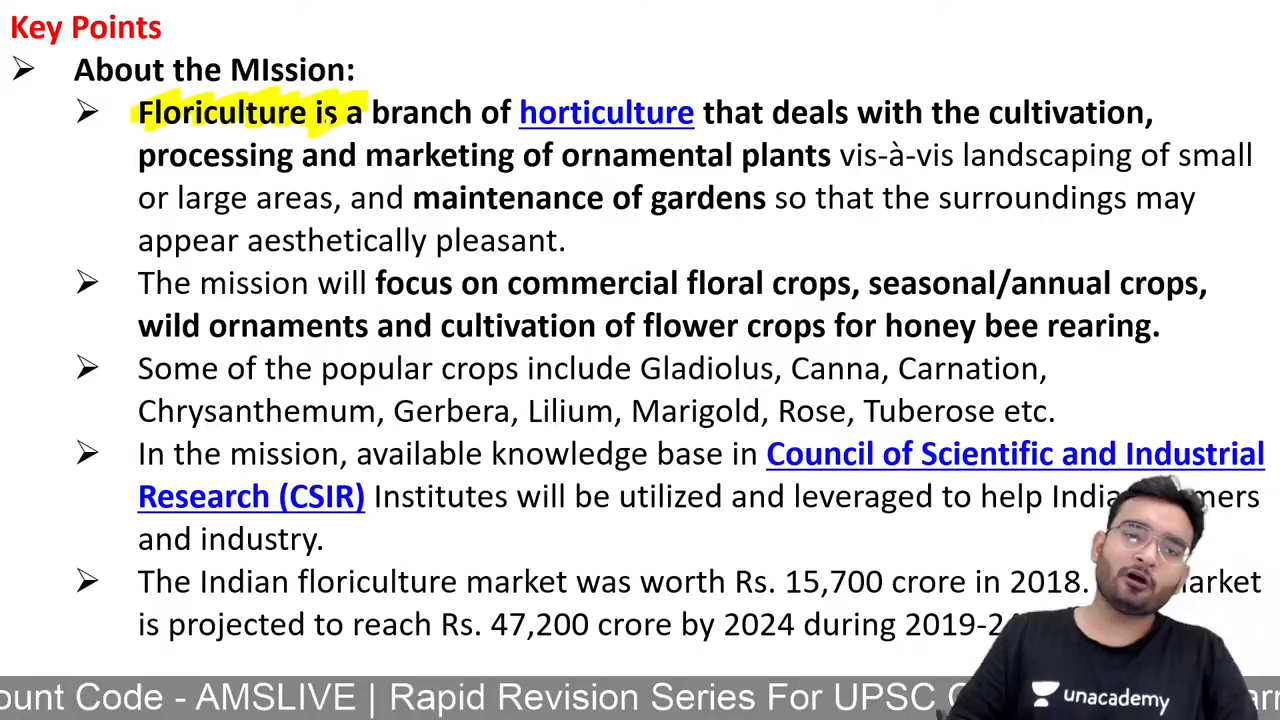 Key Points
➢ About the MIssion:
➢ Floriculture is a branch of horticulture that deals with the cultivation,
processing and marketing of ornamental plants vis-à-vis landscaping of small
or large areas, and maintenance of gardens so that the surroundings may
appear aesthetically pleasant.
➢ The mission will focus on commercial floral crops, seasonal/annual crops,
wild ornaments and cultivation of flower crops for honey bee rearing.
➢ Some of the popular crops include Gladiolus, Canna, Carnation,
Chrysanthemum, Gerbera, Lilium, Marigold, Rose, Tuberose etc.
➢ In the mission, available knowledge base in Council of Scientific and Industrial
Research (CSIR) Institutes will be utilized and leveraged to help
and industry.
➢ The Indian floriculture market was worth Rs. 15,700 crore in 2018.
is projected to reach Rs. 47,200 crore by 2024 during
unacademy
Code - AMSLIVE | Rapid Revision Series For UPSC